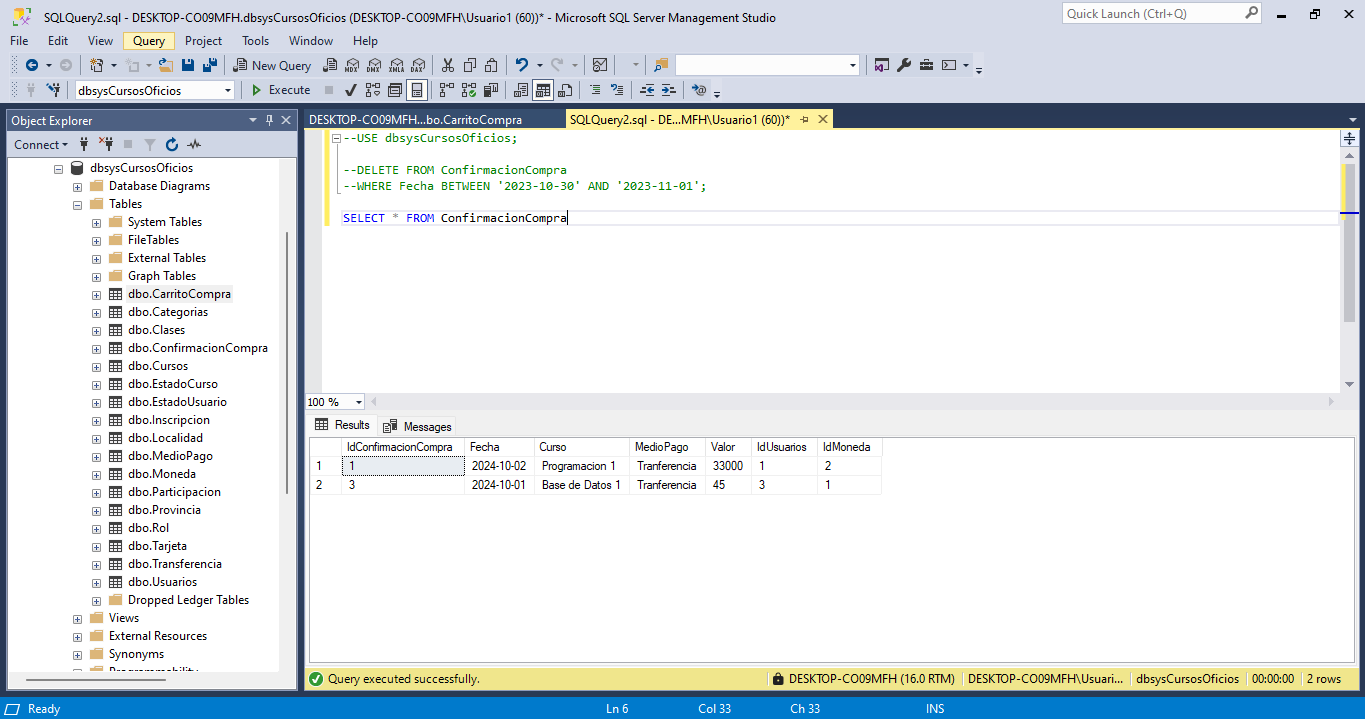 SQLQuery2.sql - DESKTOP-CO09MFH.dbsysCursosOficios (DESKTOP-CO09MFH\Usuario1 (60))* - Microsoft SQL Server Management Studio
Quick Launch (Ctrl+Q)
File Edit View Query Project Tools Window Help
New Query MDX DMX XMLA DAX
dbsysCursosOficios Execute
Object Explorer
DESKTOP-CO09MFH...bo.CarritoCompra
SQLQuery2.sql - DE...MFH\Usuario1 (60))*
Connect
dbsysCursosOficios
Database Diagrams
Tables
System Tables
FileTables
External Tables
Graph Tables
dbo.CarritoCompra
dbo.Categorias
dbo.Clases
dbo.ConfirmacionCompra
dbo.Cursos
dbo.EstadoCurso
dbo.EstadoUsuario
dbo.Inscripcion
dbo.Localidad
dbo.MedioPago
dbo.Moneda
dbo.Participacion
dbo.Provincia
dbo.Rol
dbo.Tarjeta
dbo.Transferencia
dbo.Usuarios
Dropped Ledger Tables
Views
External Resources
Synonyms
Programmability
--USE dbsysCursosOficios;
--DELETE FROM ConfirmacionCompra
--WHERE Fecha BETWEEN '2023-10-30' AND '2023-11-01';
SELECT * FROM ConfirmacionCompra
100 %
Results Messages
IdConfirmacionCompra Fecha Curso MedioPago Valor IdUsuarios IdMoneda
1 1 2024-10-02 Programacion 1 Tranferencia 33000 1 2
2 3 2024-10-01 Base de Datos 1 Tranferencia 45 3 1
Query executed successfully.
DESKTOP-CO09MFH (16.0 RTM) DESKTOP-CO09MFH\Usuari... dbsysCursosOficios 00:00:00 2 rows
Ready Ln 6 Col 33 Ch 33 INS